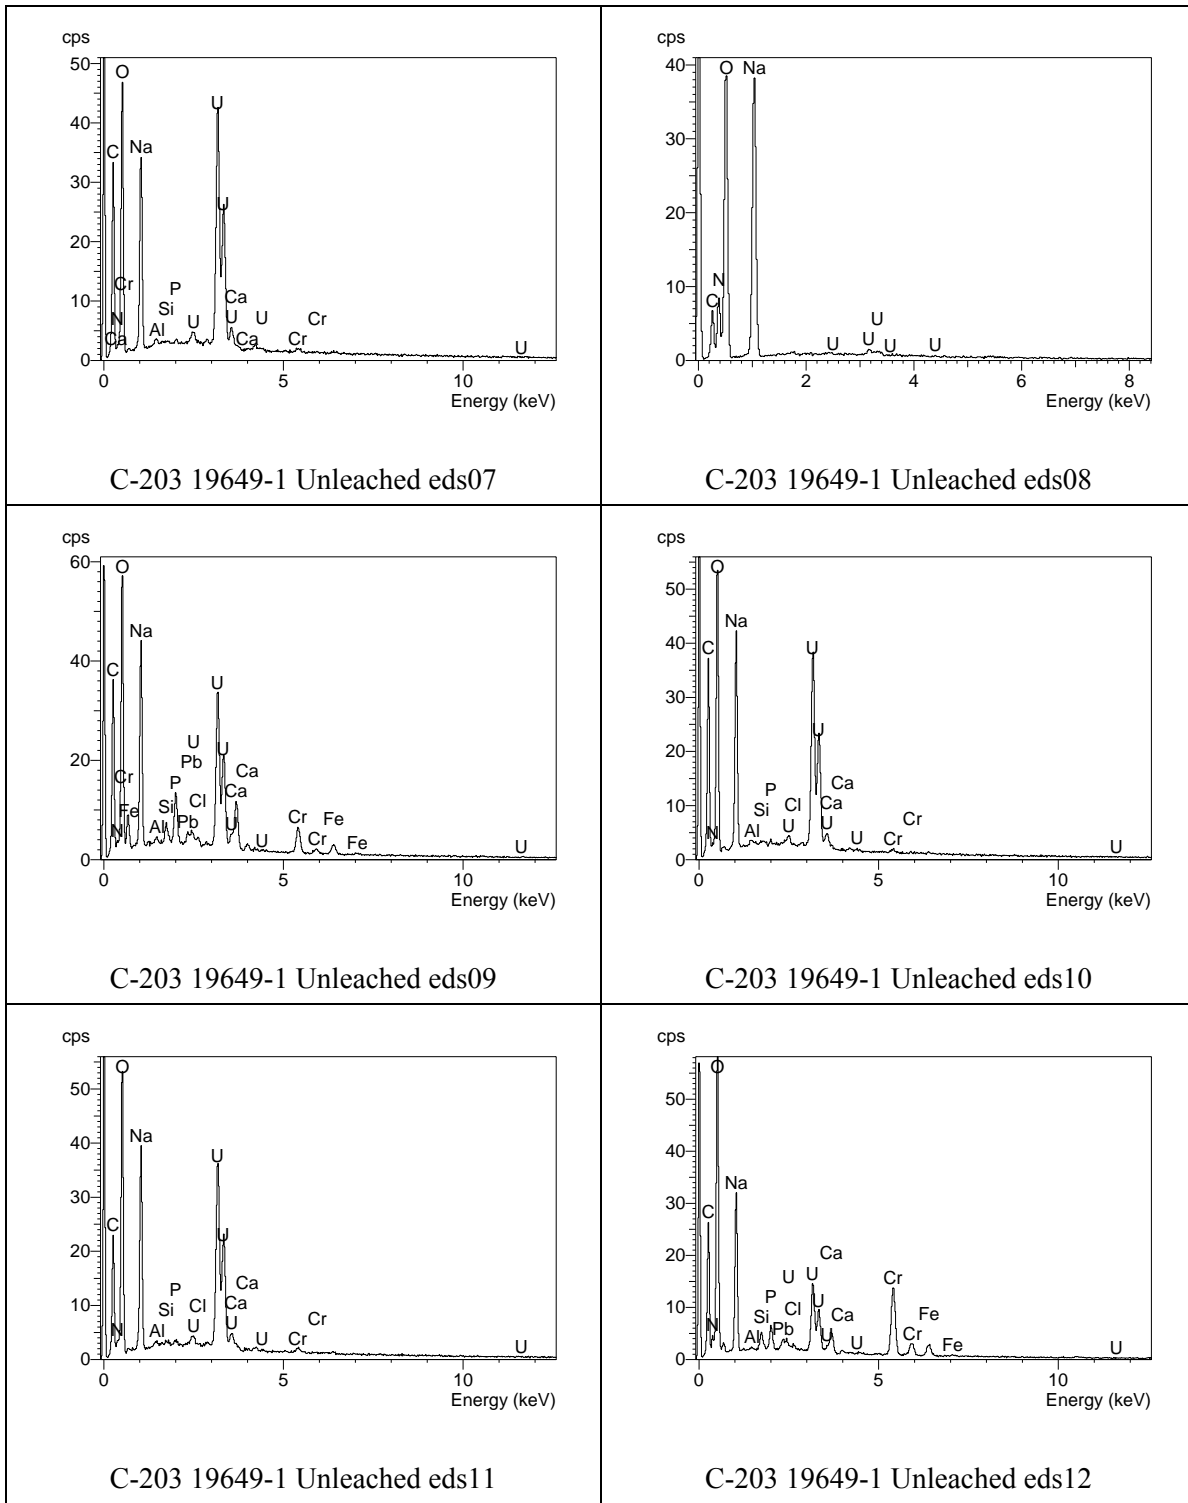 cps
50
40
30
20
10
0
O
U
C
Na
U
Cr
N
Ca
P
Si
Al
U
Ca
U
Ca
U
Cr
Cr
U
0 5 10
Energy (keV)
C-203 19649-1 Unleached eds07
cps
40
30
20
10
0
O Na
N
C
U
U
U
U
U
0 2 4 6 8
Energy (keV)
C-203 19649-1 Unleached eds08
cps
60
40
20
0
O
Na
C
U
U
U
Pb
Ca
Cr
P
Ca
Fe
Si
Cl
Pb
N
Al
U
U
Cr
Fe
Cr
Fe
U
0 5 10
Energy (keV)
C-203 19649-1 Unleached eds09
cps
50
40
30
20
10
0
O
Na
C
U
U
P
Ca
Si
Cl
Ca
N
Al
U
U
U
Cr
Cr
U
0 5 10
Energy (keV)
C-203 19649-1 Unleached eds10
cps
50
40
30
20
10
0
O
Na
U
C
U
P
Ca
Si
Cl
Ca
N
Al
U
U
U
Cr
Cr
U
0 5 10
Energy (keV)
C-203 19649-1 Unleached eds11
cps
50
40
30
20
10
0
O
Na
C
Ca
U
U
Cr
P
Si
Cl
U
Ca
Fe
N
Al
Pb
U
U
Cr
Fe
U
0 5 10
Energy (keV)
C-203 19649-1 Unleached eds12